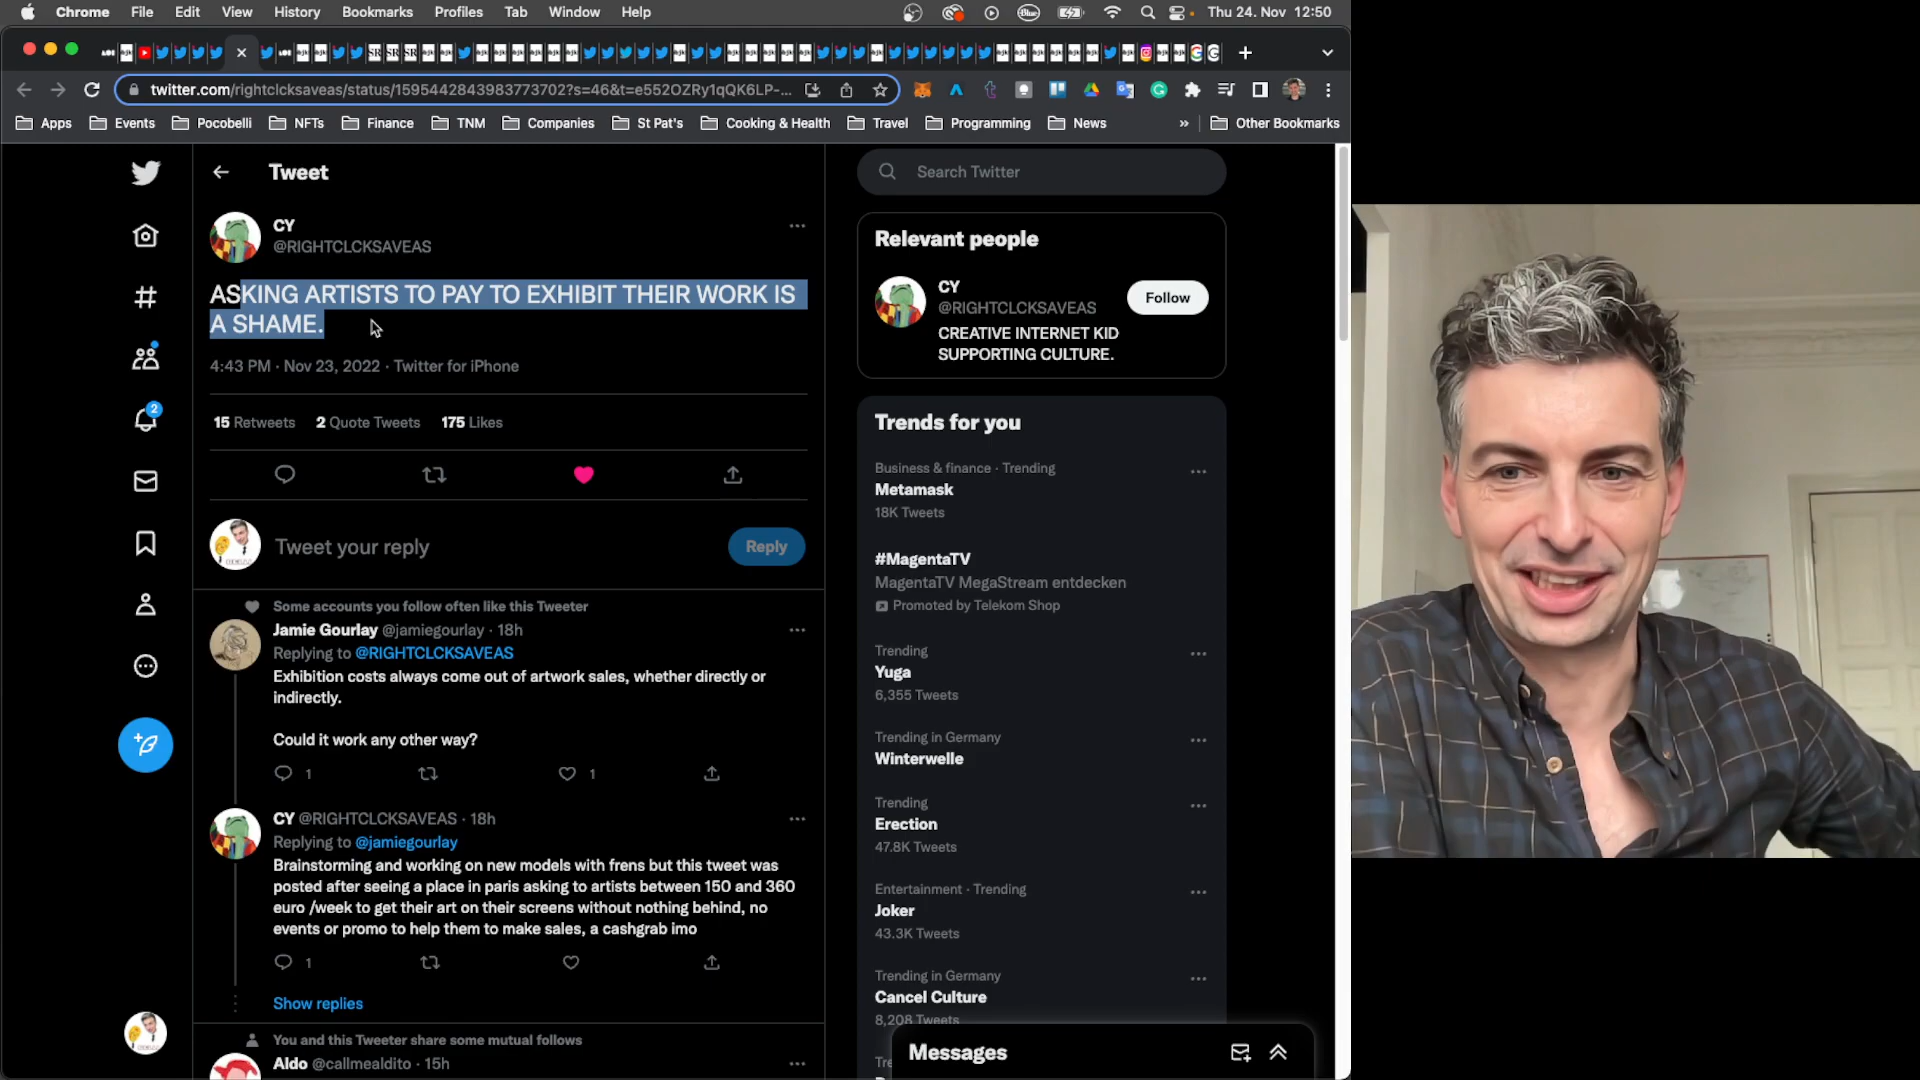 Chrome File Edit View History Bookmarks Profiles Tab Window Help
Thu 24. Nov 12:50
twitter.com/rightclcksaveas/status/1595442843983773702?s=46&t=e552OZRy1qQK6LP-...
Apps Events Pocobelli NFTs Finance TNM Companies St Pat's Cooking & Health Travel Programming News » Other Bookmarks
Tweet
CY
@RIGHTCLCKSAVEAS
ASKING ARTISTS TO PAY TO EXHIBIT THEIR WORK IS
A SHAME.
4:43 PM · Nov 23, 2022 · Twitter for iPhone
15 Retweets 2 Quote Tweets 175 Likes
2
Tweet your reply
Reply
Some accounts you follow often like this Tweeter
Jamie Gourlay @jamiegourlay · 18h
Replying to @RIGHTCLCKSAVEAS
Exhibition costs always come out of artwork sales, whether directly or
indirectly.
Could it work any other way?
1 1
CY @RIGHTCLCKSAVEAS · 18h
Replying to @jamiegourlay
Brainstorming and working on new models with frens but this tweet was
posted after seeing a place in paris asking to artists between 150 and 360
euro /week to get their art on their screens without nothing behind, no
events or promo to help them to make sales, a cashgrab imo
1
Show replies
You and this Tweeter share some mutual follows
Aldo @callmealdito · 15h
Search Twitter
Relevant people
CY
@RIGHTCLCKSAVEAS
Follow
CREATIVE INTERNET KID
SUPPORTING CULTURE.
Trends for you
Business & finance · Trending
Metamask
18K Tweets
#MagentaTV
MagentaTV MegaStream entdecken
Promoted by Telekom Shop
Trending
Yuga
6,355 Tweets
Trending in Germany
Winterwelle
Trending
Erection
47.8K Tweets
Entertainment · Trending
Joker
43.3K Tweets
Trending in Germany
Cancel Culture
8,208 Tweets
Messages